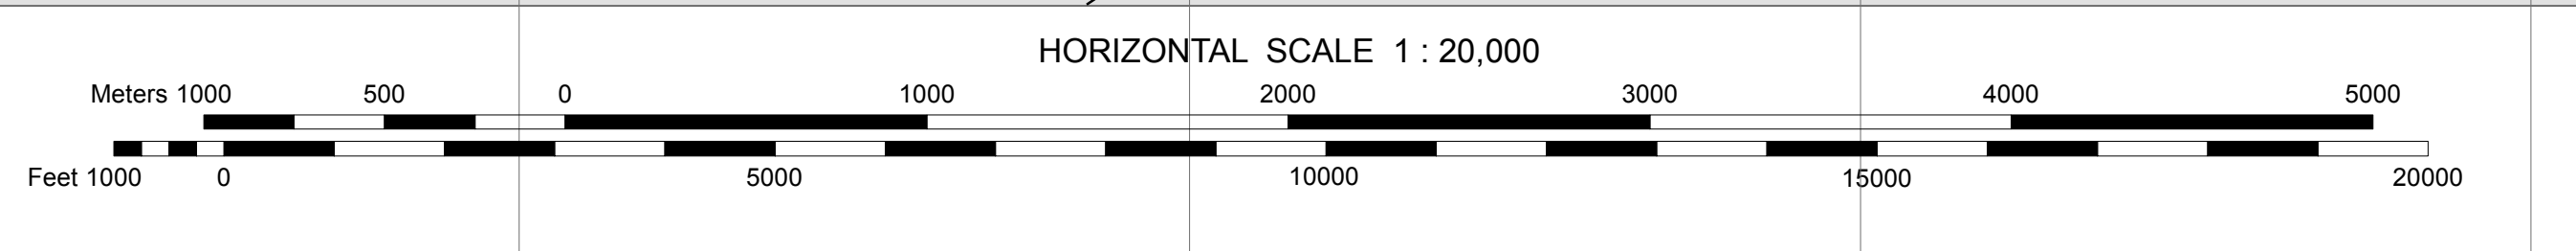 HORIZONTAL SCALE 1 : 20,000
Meters 1000 500 0 1000 2000 3000 4000 5000
Feet 1000 0 5000 10000 15000 20000